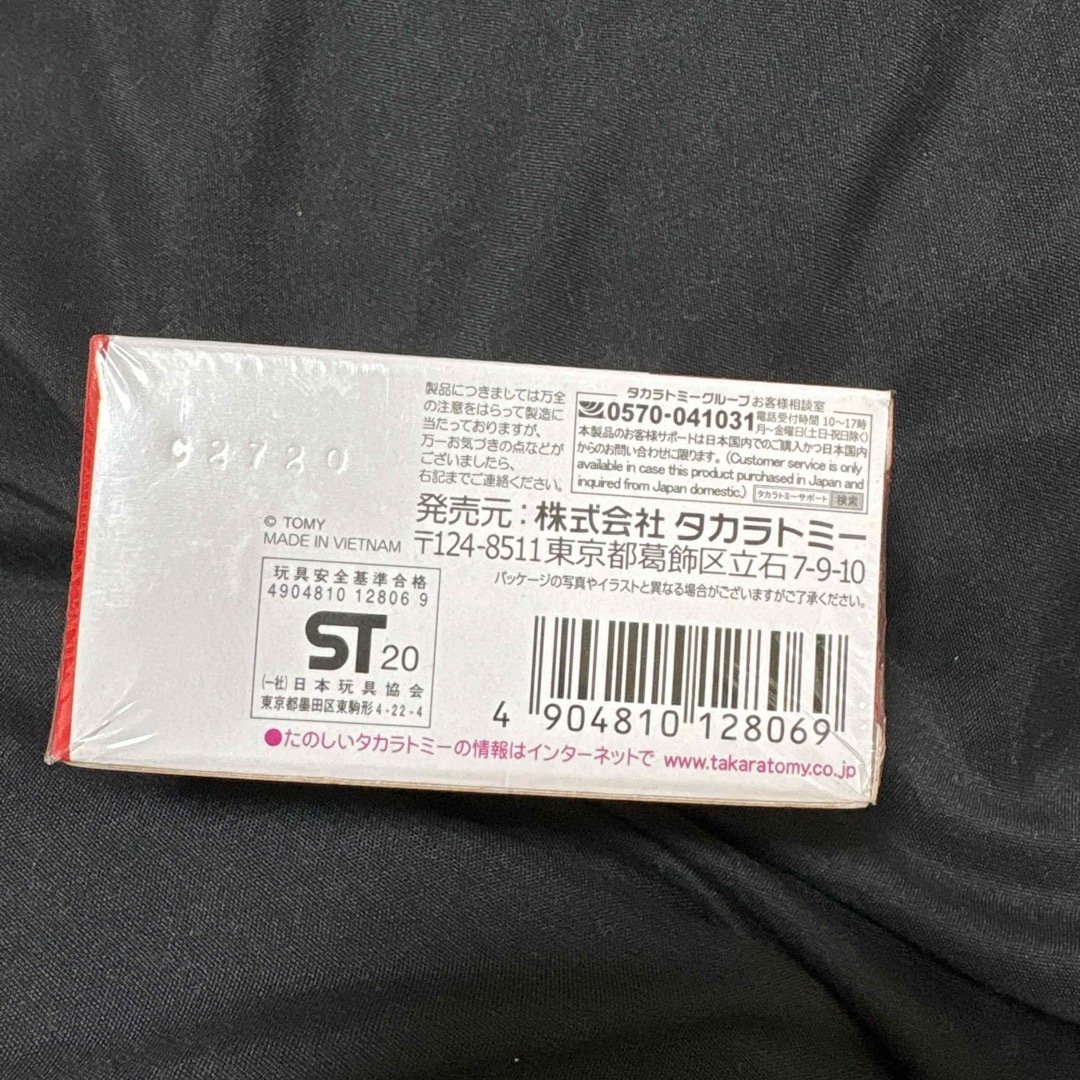 C2720
製品につきましては万全
の注意をはらって製造に
当たっておりますが、
万一お気づきの点などが
ございましたら、
右記までご連絡ください。
タカラトミーグループ お客様相談室
0570-041031 電話受付時間 10〜17時
月〜金曜日(土日・祝日除く)
本製品のお客様サポートは日本国内でのご購入かつ日本国内
からのお問い合わせに限ります。(Customer service is only
available in case this product purchased in Japan and
inquired from Japan domestic.) タカラトミーサポート 検索
発売元：株式会社 タカラトミー
〒124-8511 東京都葛飾区立石 7-9-10
パッケージの写真やイラストと異なる場合がございますがご了承ください。
© TOMY
MADE IN VIETNAM
玩具安全基準合格
4904810 12806 9
ST 20
(一社) 日本玩具協会
東京都墨田区東駒形 4-22-4
4 904810 128069
●たのしいタカラトミーの情報はインターネットで www.takaratomy.co.jp